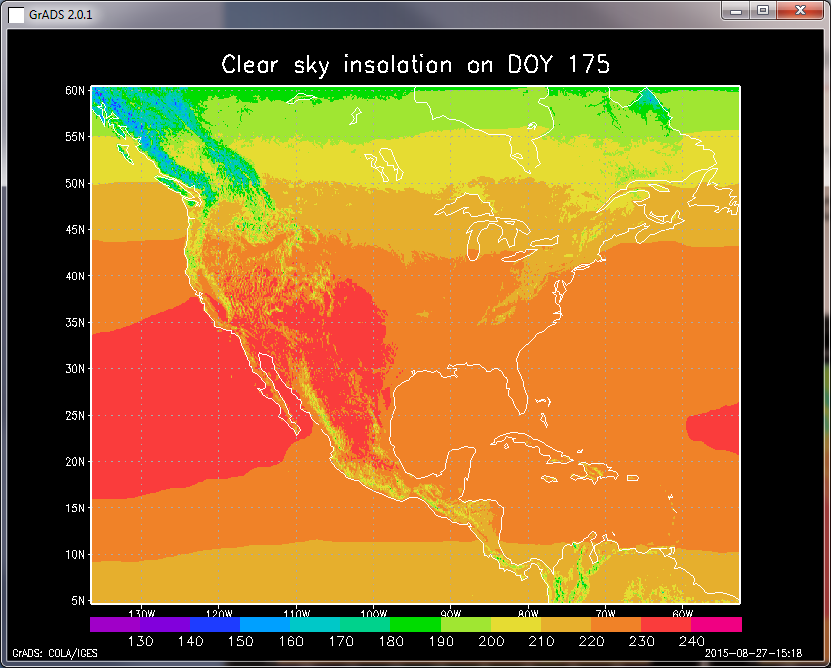 GrADS 2.0.1
Clear sky insolation on DOY 175
60N
55N
50N
45N
40N
35N
30N
25N
20N
15N
10N
5N
130W 120W 110W 100W 90W 80W 70W 60W
130 140 150 160 170 180 190 200 210 220 230 240
GrADS: COLA/IGES 2015-08-27-15:18